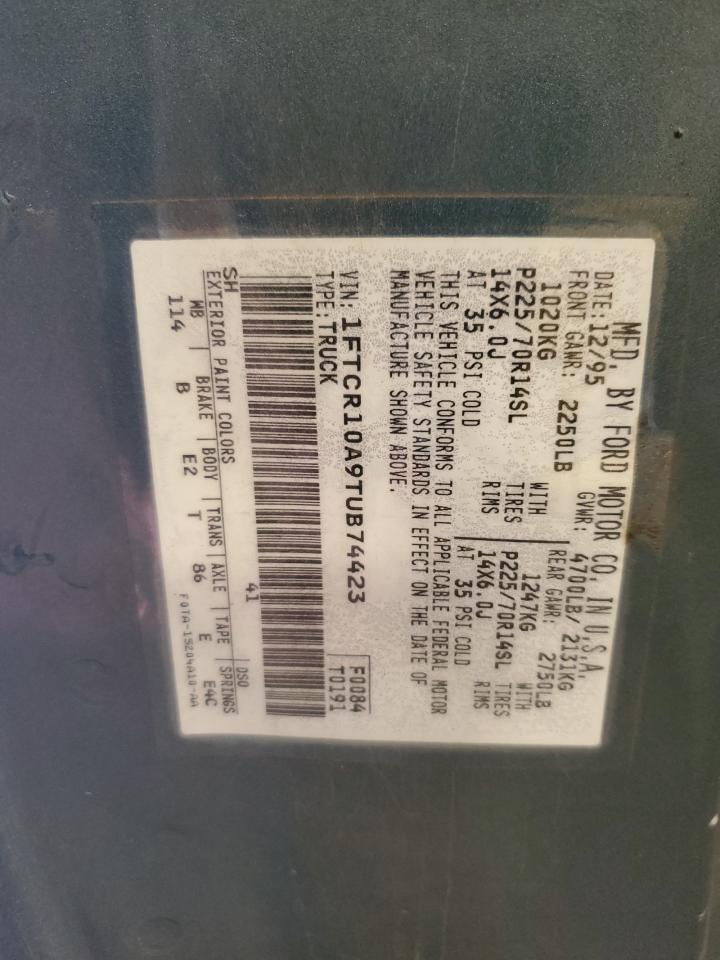 MFD. BY FORD MOTOR CO. IN U.S.A.
DATE: 12/95 GVWR: 4700LB/ 2131KG
FRONT GAWR: 2250LB REAR GAWR: 2750LB
1020KG WITH 1247KG WITH
P225/70R14SL TIRES P225/70R14SL TIRES
14X6.0J RIMS 14X6.0J RIMS
AT 35 PSI COLD AT 35 PSI COLD
THIS VEHICLE CONFORMS TO ALL APPLICABLE FEDERAL MOTOR
VEHICLE SAFETY STANDARDS IN EFFECT ON THE DATE OF
MANUFACTURE SHOWN ABOVE.
VIN: 1FTCR10A9TUB74423 F0084
TYPE: TRUCK T0191
SH 41 DSO
EXTERIOR PAINT COLORS
WB BRAKE BODY TRANS AXLE TAPE SPRINGS
114 B E2 T 86 E E4C
F0TA-15204A10-AA